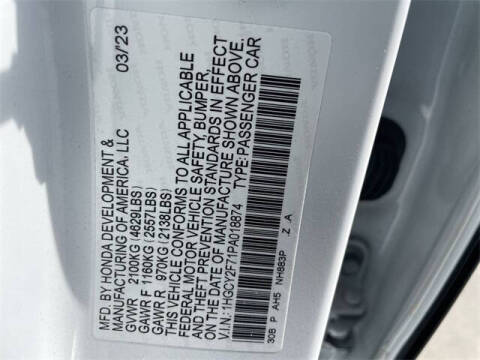 MFD. BY HONDA DEVELOPMENT & 03/23
MANUFACTURING OF AMERICA, LLC
GVWR 2100KG (4629LBS)
GAWR F 1160KG (2557LBS)
GAWR R 970KG (2138LBS)
THIS VEHICLE CONFORMS TO ALL APPLICABLE
FEDERAL MOTOR VEHICLE SAFETY, BUMPER,
AND THEFT PREVENTION STANDARDS IN EFFECT
ON THE DATE OF MANUFACTURE SHOWN ABOVE.
V.I.N.: 1HGCY2F71PA018874 TYPE: PASSENGER CAR
30B P AH5 NH883P Z A